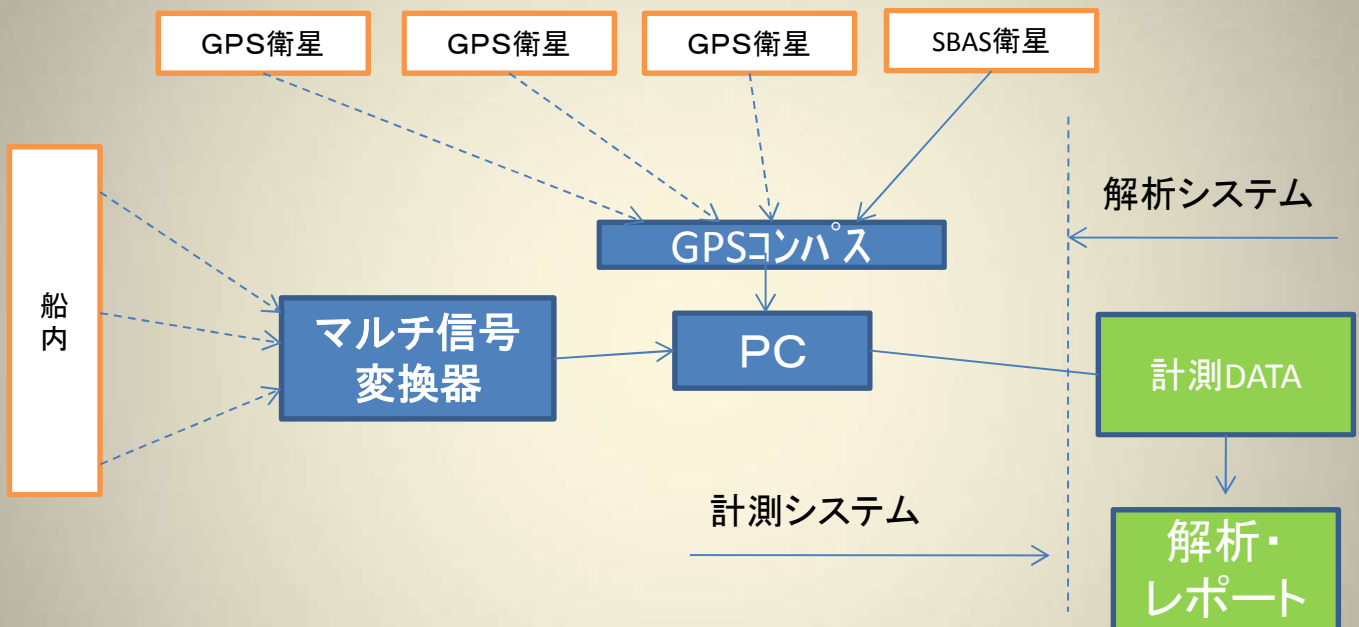 GPS衛星
GPS衛星
GPS衛星
SBAS衛星
解析システム
GPSコンパス
船
内
マルチ信号
変換器
PC
計測DATA
計測システム
解析・
レポート